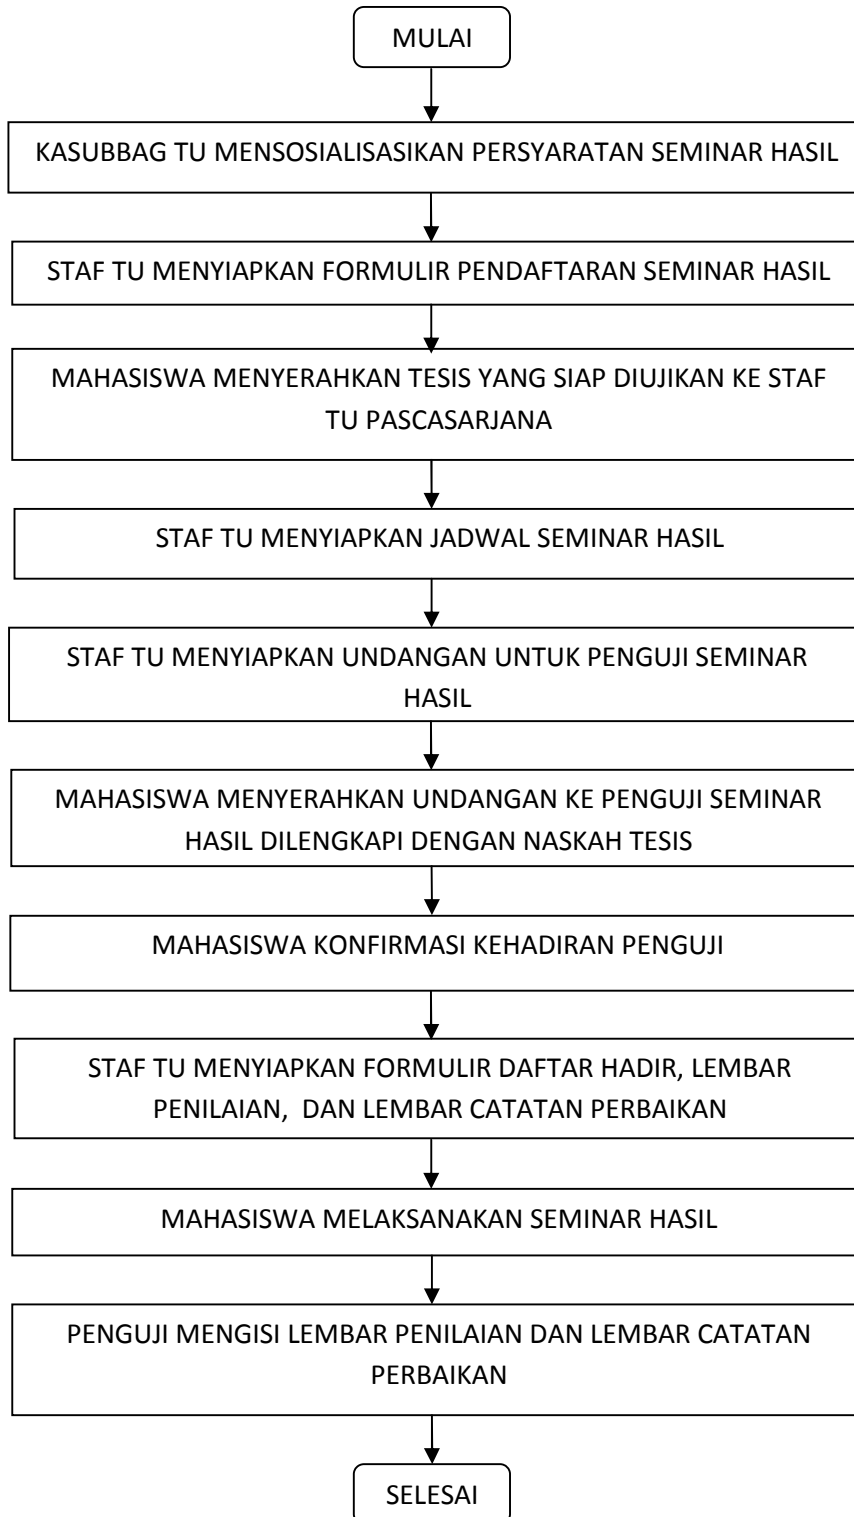 MULAI
KASUBBAG TU MENSOSIALISASIKAN PERSYARATAN SEMINAR HASIL
STAF TU MENYIAPKAN FORMULIR PENDAFTARAN SEMINAR HASIL
MAHASISWA MENYERAHKAN TESIS YANG SIAP DIUJIKAN KE STAF
TU PASCASARJANA
STAF TU MENYIAPKAN JADWAL SEMINAR HASIL
STAF TU MENYIAPKAN UNDANGAN UNTUK PENGUJI SEMINAR
HASIL
MAHASISWA MENYERAHKAN UNDANGAN KE PENGUJI SEMINAR
HASIL DILENGKAPI DENGAN NASKAH TESIS
MAHASISWA KONFIRMASI KEHADIRAN PENGUJI
STAF TU MENYIAPKAN FORMULIR DAFTAR HADIR, LEMBAR
PENILAIAN, DAN LEMBAR CATATAN PERBAIKAN
MAHASISWA MELAKSANAKAN SEMINAR HASIL
PENGUJI MENGISI LEMBAR PENILAIAN DAN LEMBAR CATATAN
PERBAIKAN
SELESAI